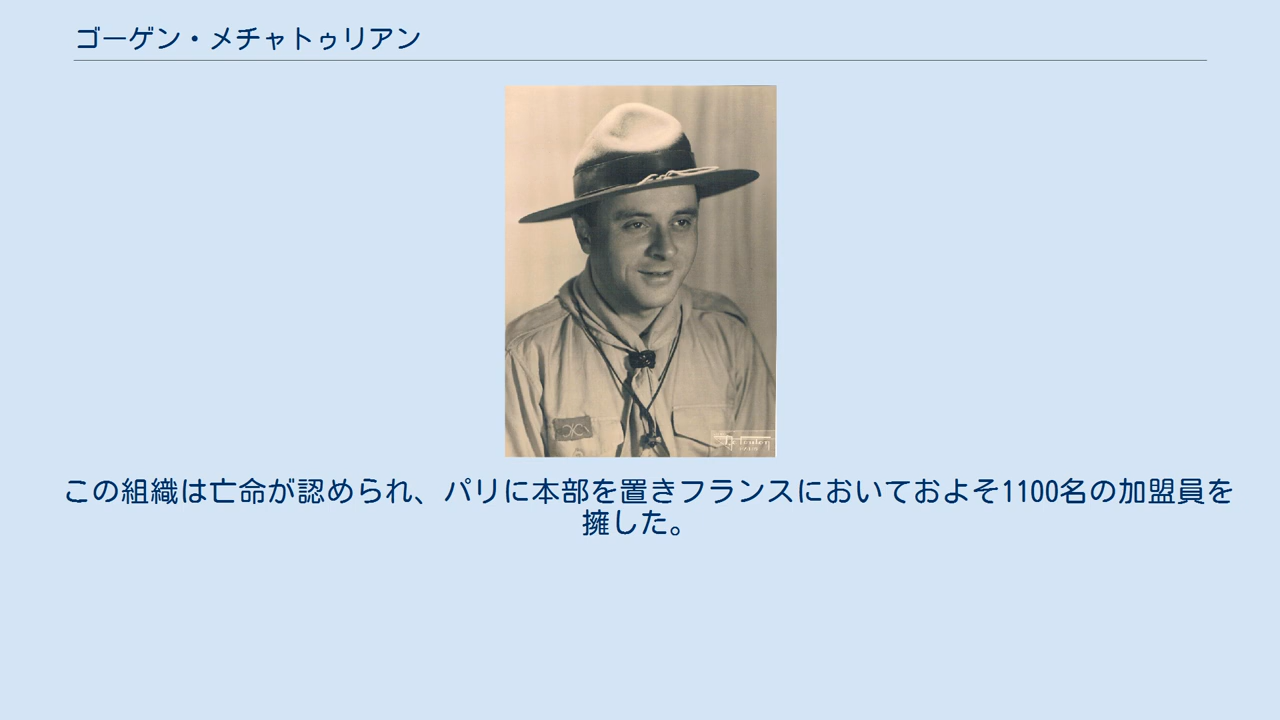 ゴーゲン・メチャトゥリアン
この組織は亡命が認められ、パリに本部を置きフランスにおいておよそ1100名の加盟員を
擁した。